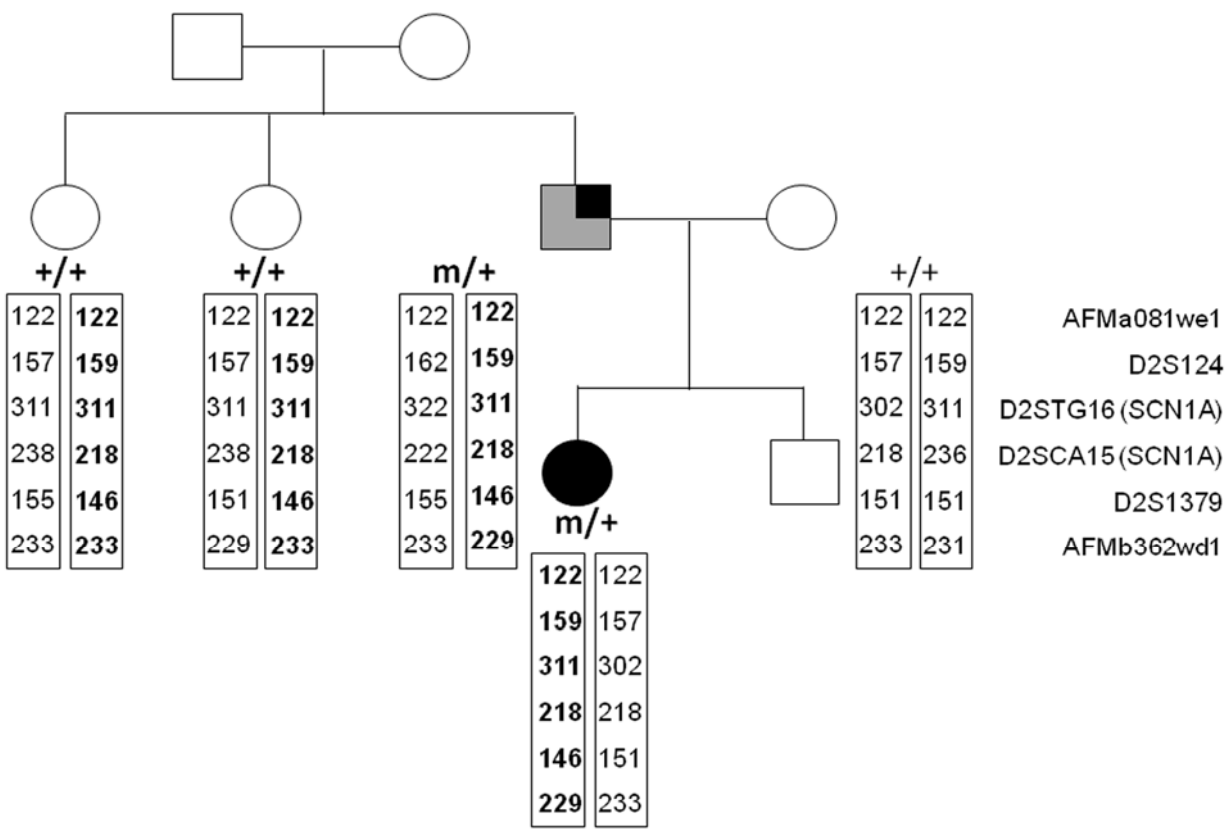 +/+ +/+ m/+ +/+
122 122 122 122 122 122 122 122 AFMa081we1
157 159 157 159 162 159 157 159 D2S124
311 311 311 311 322 311 302 311 D2STG16 (SCN1A)
238 218 238 218 222 218 218 236 D2SCA15 (SCN1A)
155 146 151 146 155 146 151 151 D2S1379
233 233 229 233 233 229 233 231 AFMb362wd1
m/+
122 122
159 157
311 302
218 218
146 151
229 233